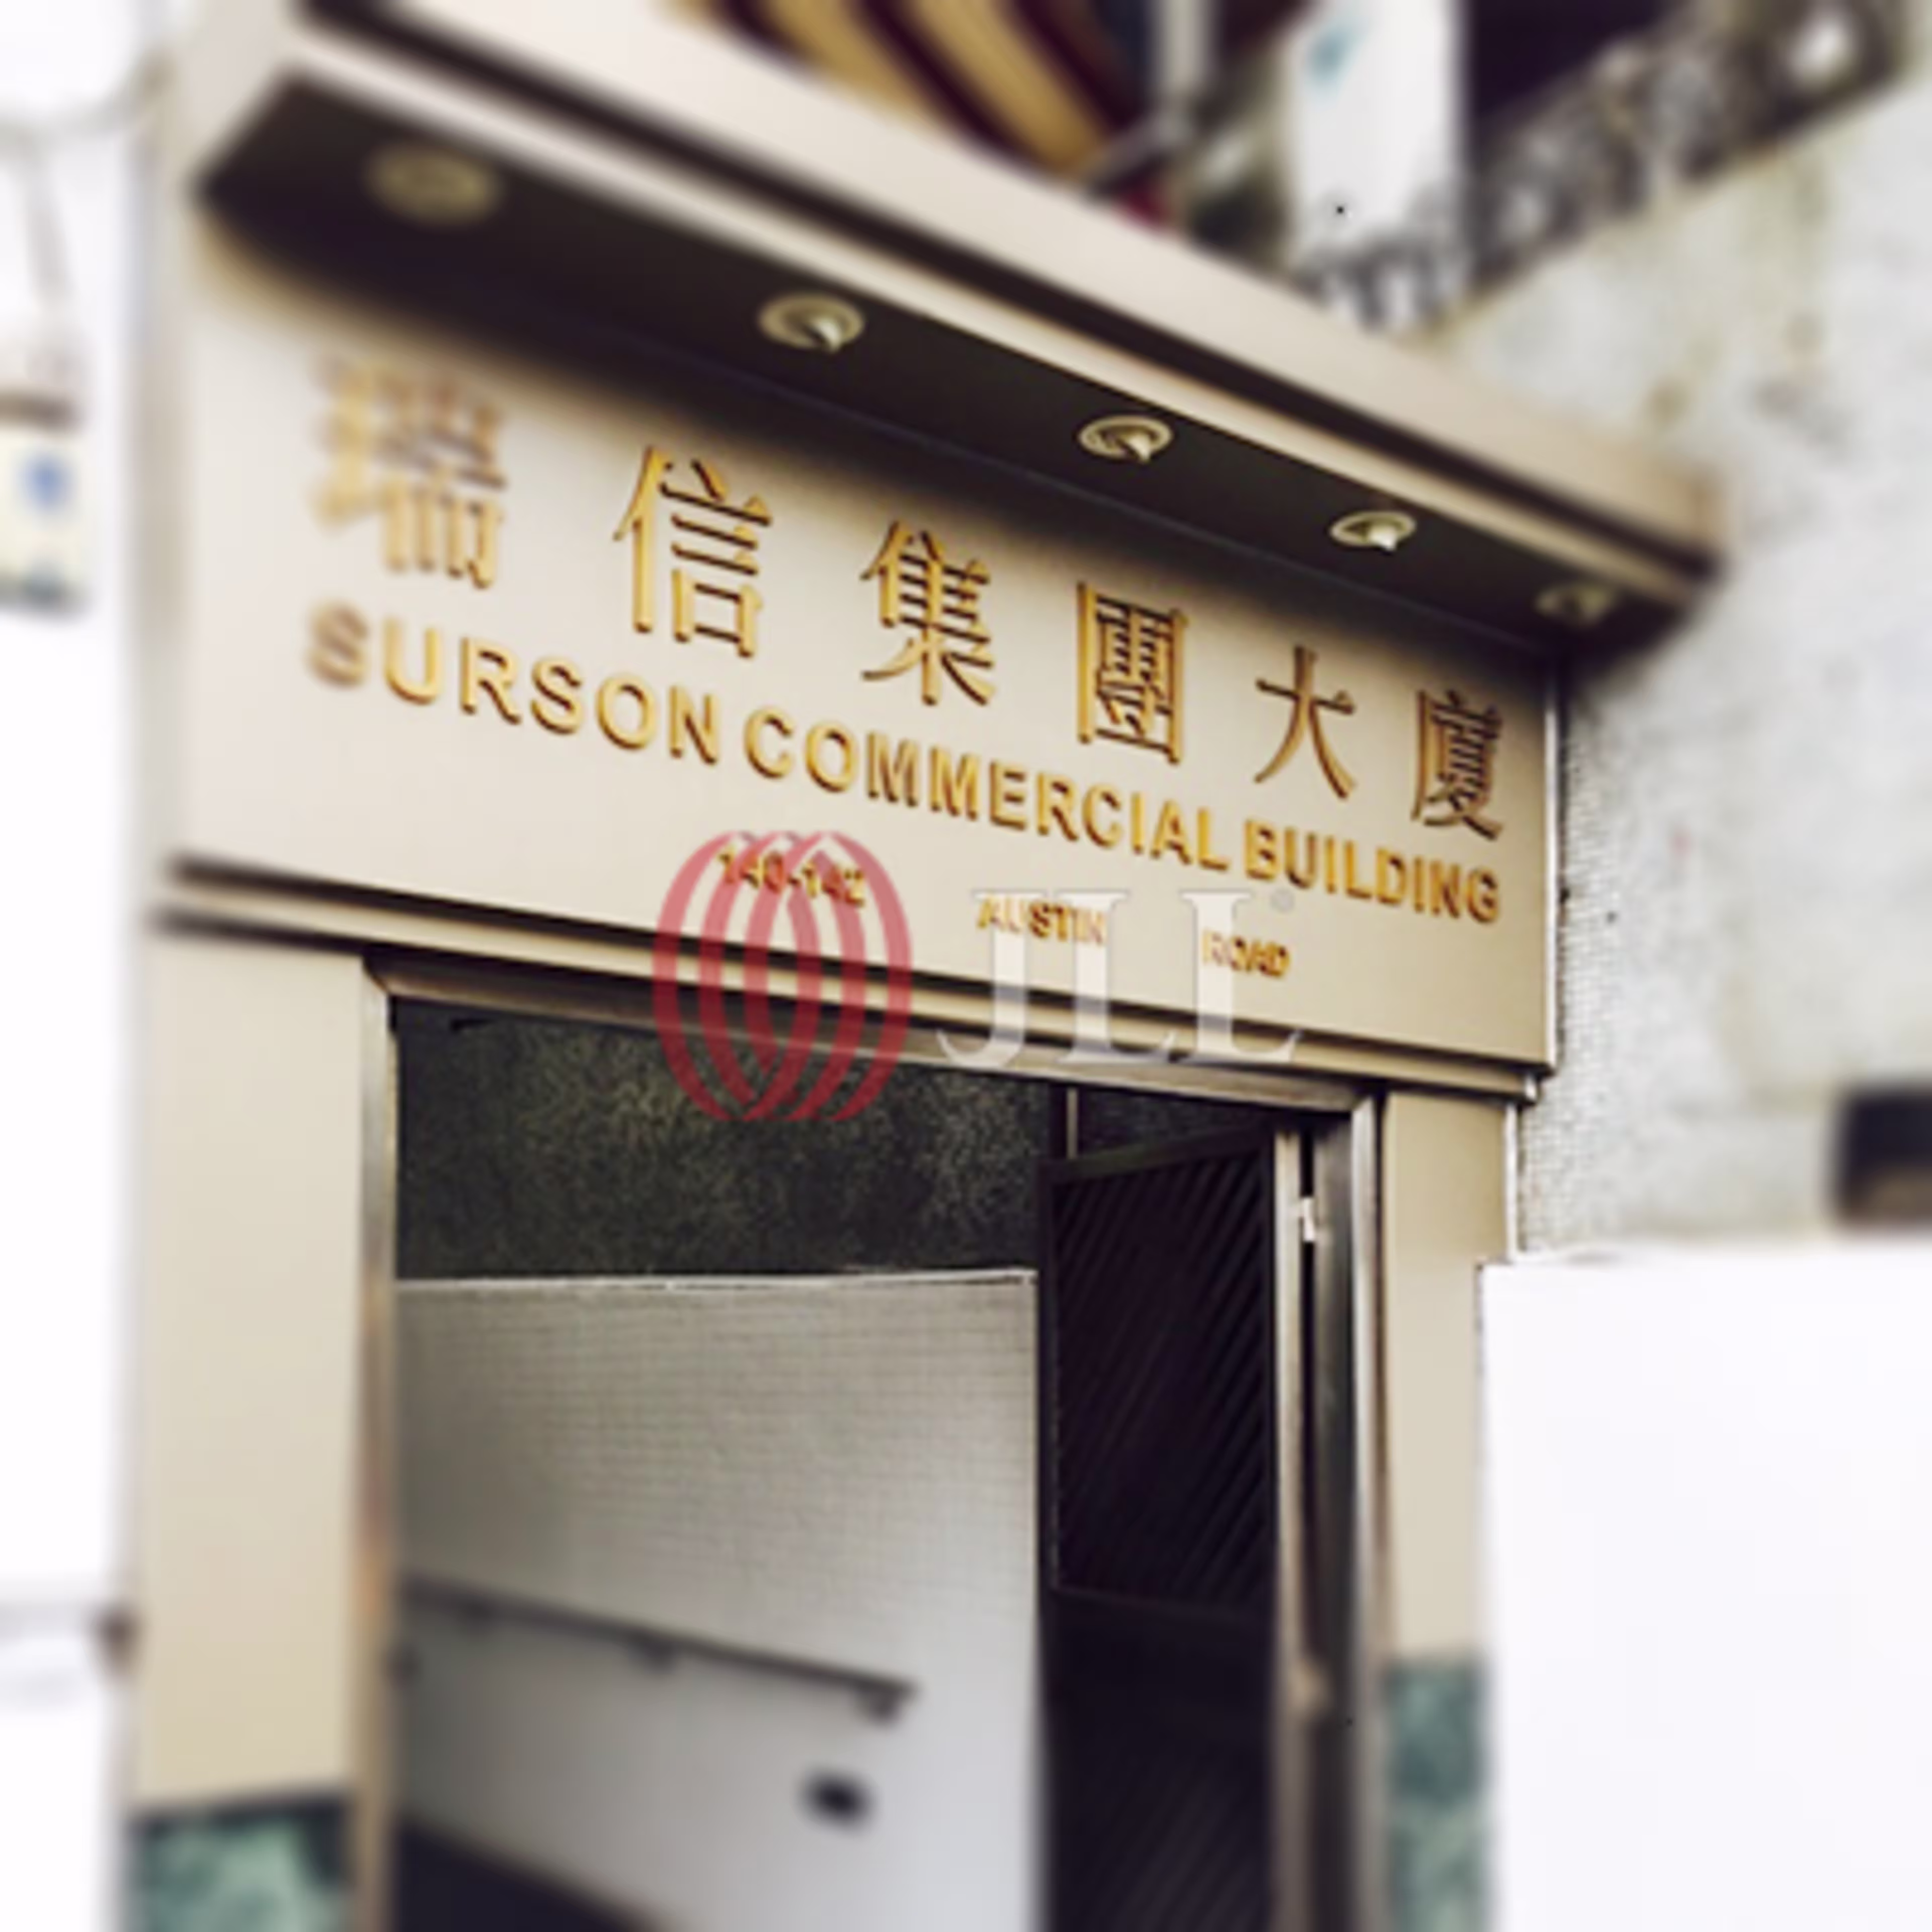 瑞信集團大廈
SURSON COMMERCIAL BUILDING
140-142 AUSTIN ROAD
JLL